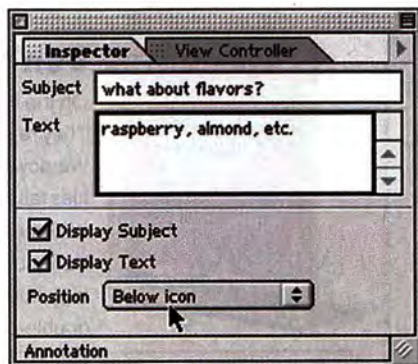 Inspector View Controller
Subject what about flavors?
Text raspberry, almond, etc.
Display Subject
Display Text
Position Below icon
Annotation